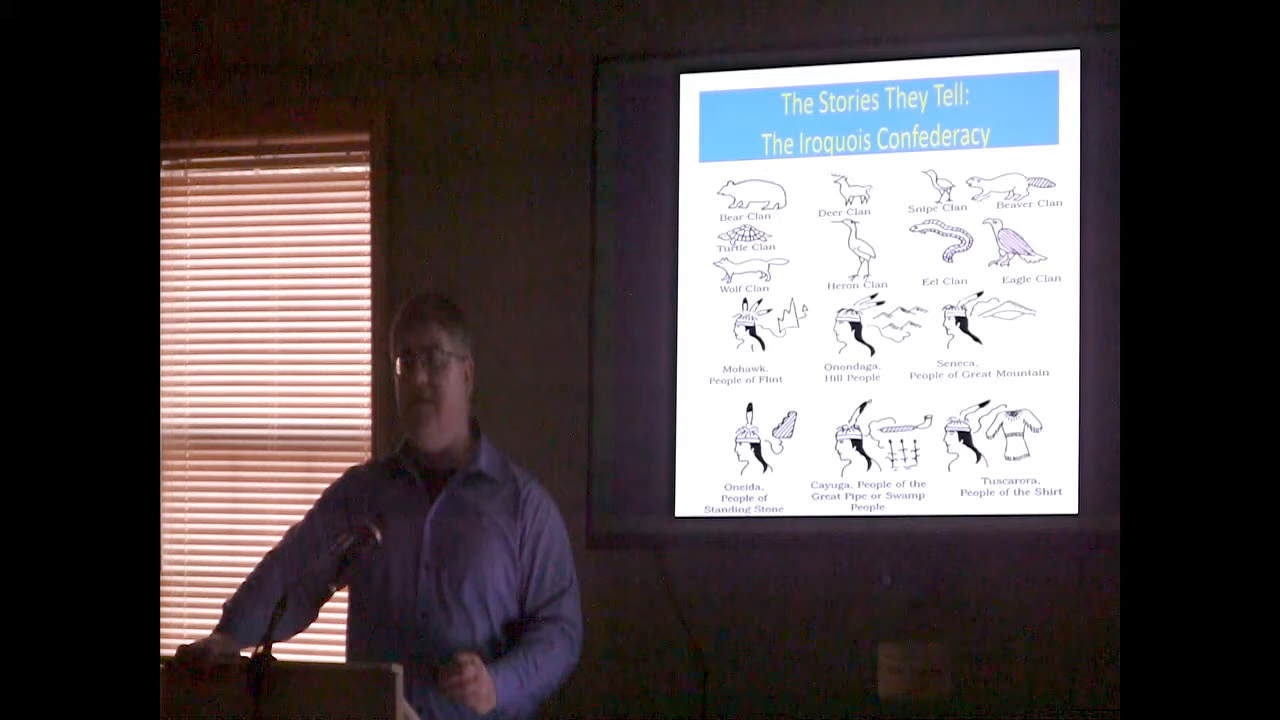 The Stories They Tell:
The Iroquois Confederacy
Bear Clan
Deer Clan
Snipe Clan
Beaver Clan
Turtle Clan
Wolf Clan
Heron Clan
Eel Clan
Eagle Clan
Mohawk,
People of Flint
Onondaga,
Hill People
Seneca,
People of Great Mountain
Oneida,
People of
Standing Stone
Cayuga, People of the
Great Pipe or Swamp
People
Tuscarora,
People of the Shirt